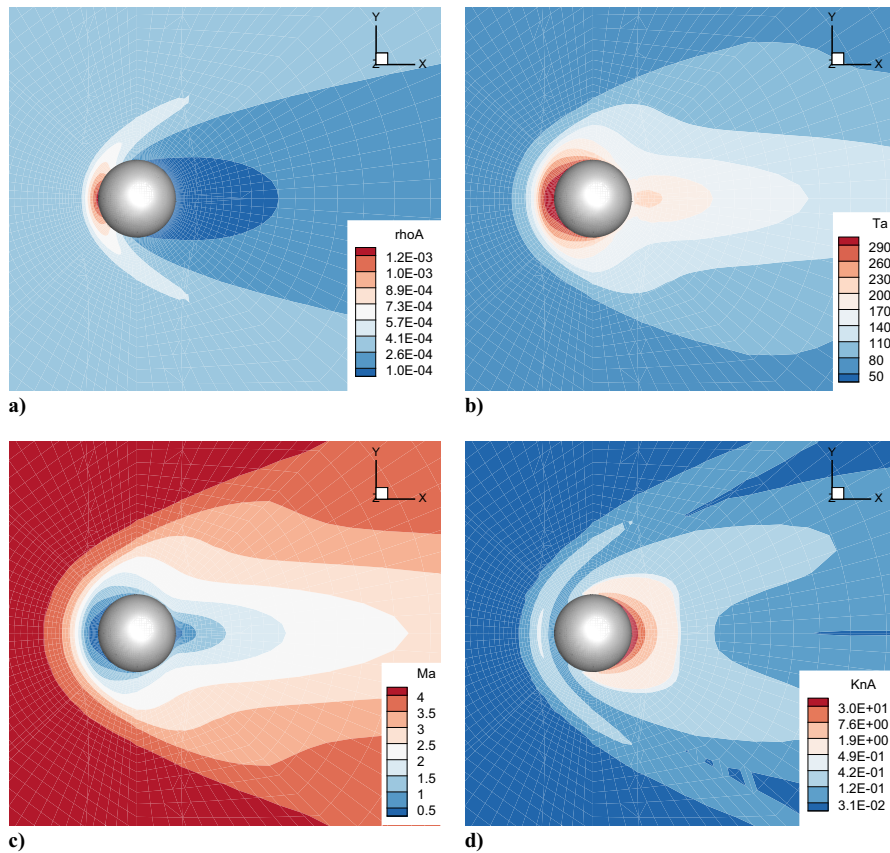 Y
Z X
rhoA
1.2E-03
1.0E-03
8.9E-04
7.3E-04
5.7E-04
4.1E-04
2.6E-04
1.0E-04
a)
Y
Z X
Ta
290
260
230
200
170
140
110
80
50
b)
Y
Z X
Ma
4
3.5
3
2.5
2
1.5
1
0.5
c)
Y
Z X
KnA
3.0E+01
7.6E+00
1.9E+00
4.9E-01
4.2E-01
1.2E-01
3.1E-02
d)